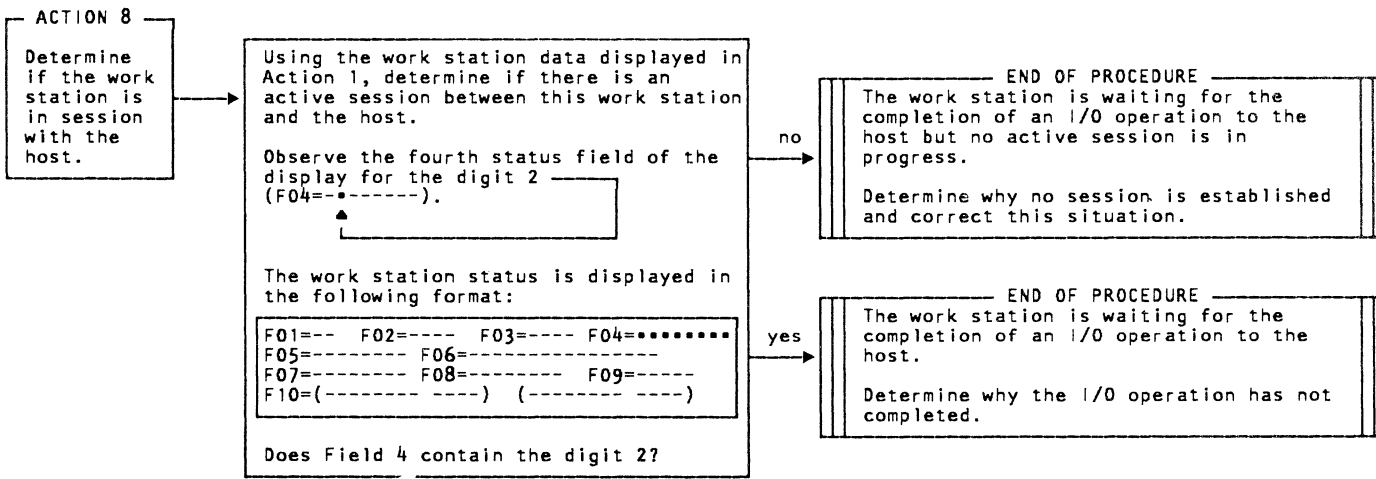 ACTION 8
Determine
if the work
station is
in session
with the
host.
Using the work station data displayed in
Action 1, determine if there is an
active session between this work station
and the host.
Observe the fourth status field of the
display for the digit 2
(F04=-▪------).
The work station status is displayed in
the following format:
F01=-- F02=---- F03=---- F04=▪▪▪▪▪▪▪▪
F05=-------- F06=----------------
F07=-------- F08=-------- F09=-----
F10=(-------- ----) (-------- ----)
Does Field 4 contain the digit 2?
no
END OF PROCEDURE
The work station is waiting for the
completion of an I/O operation to the
host but no active session is in
progress.
Determine why no session is established
and correct this situation.
yes
END OF PROCEDURE
The work station is waiting for the
completion of an I/O operation to the
host.
Determine why the I/O operation has not
completed.